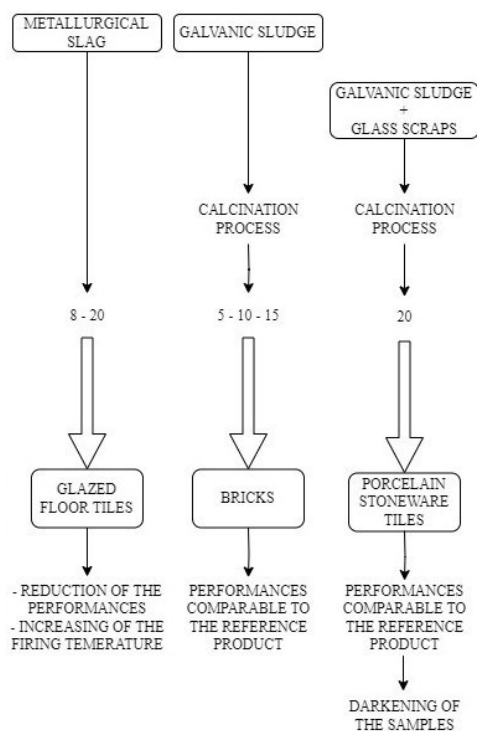 METALLURGICAL
SLAG
GALVANIC SLUDGE
GALVANIC SLUDGE
+
GLASS SCRAPS
CALCINATION
PROCESS
CALCINATION
PROCESS
8 - 20
5 - 10 - 15
20
GLAZED
FLOOR TILES
BRICKS
PORCELAIN
STONEWARE
TILES
- REDUCTION OF THE
PERFORMANCES
- INCREASING OF THE
FIRING TEMERATURE
PERFORMANCES
COMPARABLE TO
THE REFERENCE
PRODUCT
PERFORMANCES
COMPARABLE TO
THE REFERENCE
PRODUCT
DARKENING OF
THE SAMPLES